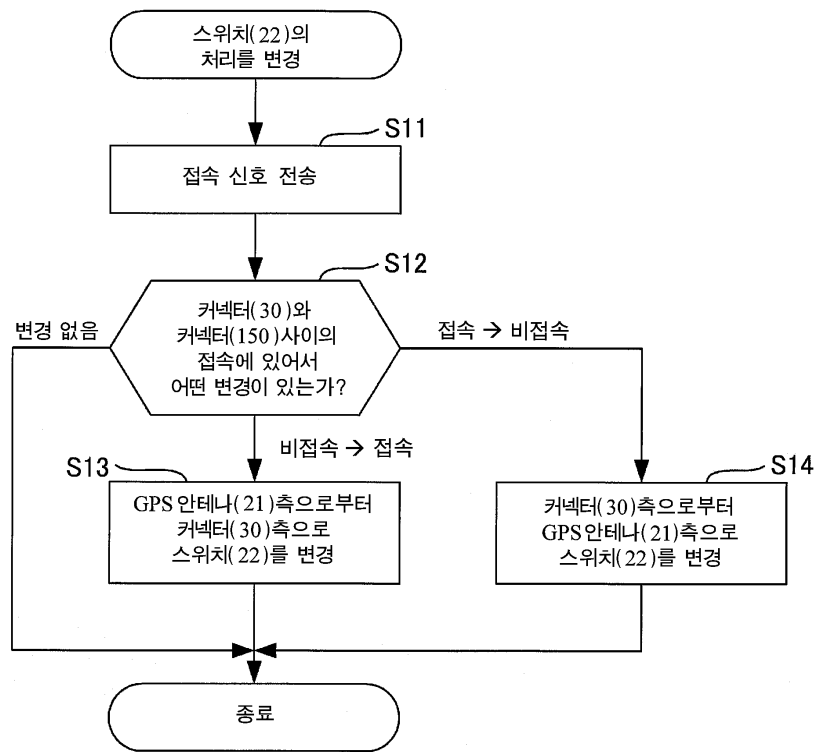 스위치(22)의
처리를 변경
S11
접속 신호 전송
S12
커넥터(30)와
커넥터(150)사이의
접속에 있어서
어떤 변경이 있는가?
변경 없음
접속 → 비접속
비접속 → 접속
S13
GPS안테나(21)측으로부터
커넥터(30)측으로
스위치(22)를 변경
S14
커넥터(30)측으로부터
GPS안테나(21)측으로
스위치(22)를 변경
종료